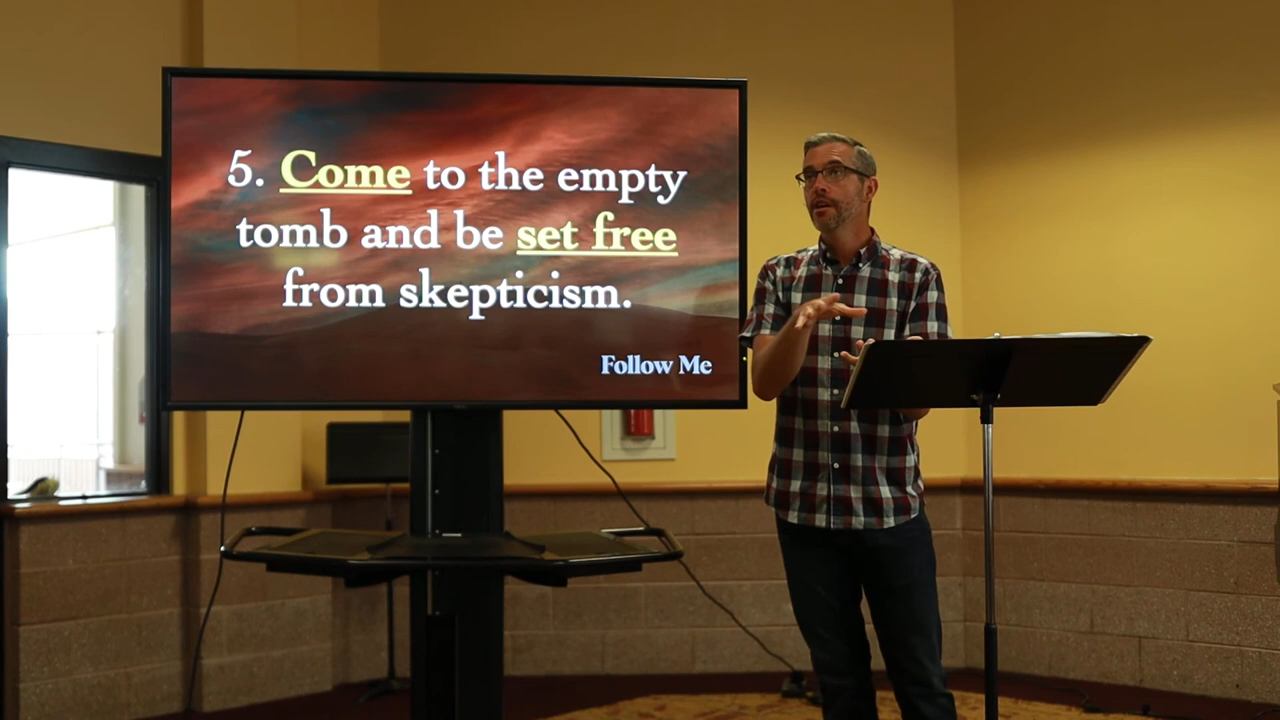 5. Come to the empty
tomb and be set free
from skepticism.
Follow Me